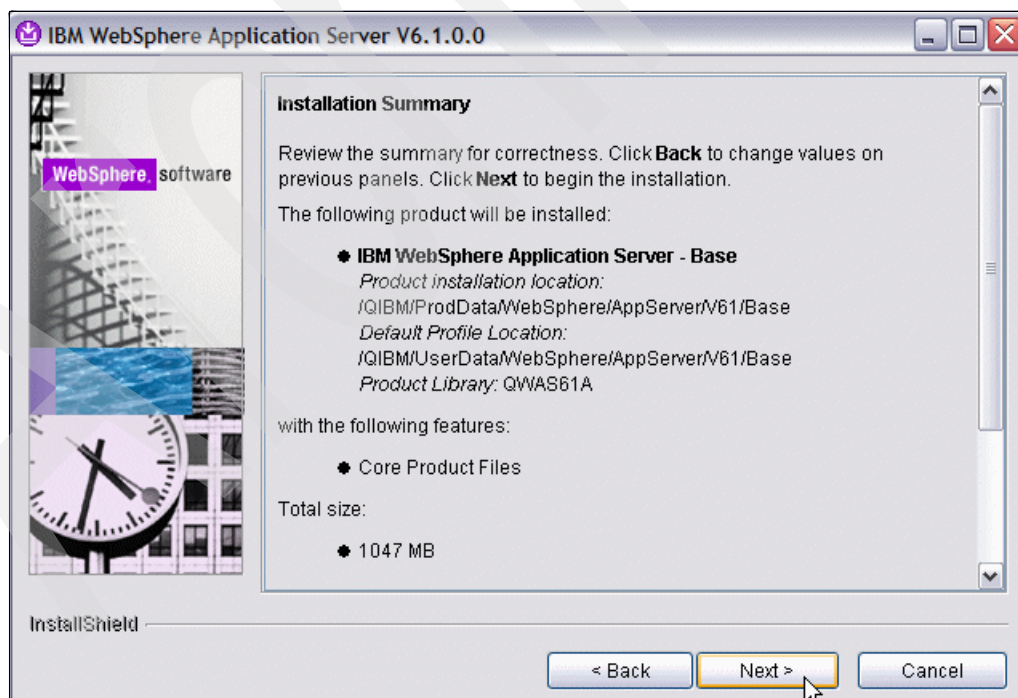 IBM WebSphere Application Server V6.1.0.0
WebSphere. software
Installation Summary
Review the summary for correctness. Click Back to change values on
previous panels. Click Next to begin the installation.
The following product will be installed:
IBM WebSphere Application Server - Base
Product installation location:
/QIBM/ProdData/WebSphere/AppServer/V61/Base
Default Profile Location:
/QIBM/UserData/WebSphere/AppServer/V61/Base
Product Library: QWAS61A
with the following features:
Core Product Files
Total size:
1047 MB
InstallShield
< Back Next > Cancel